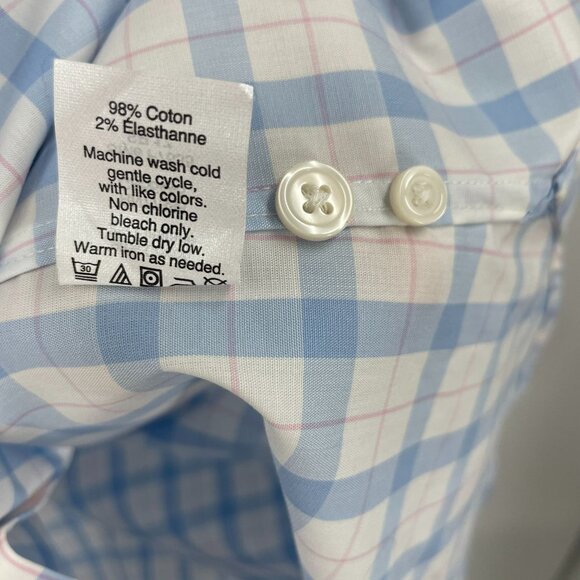 98% Coton
2% Élasthanne
Machine wash cold
gentle cycle,
with like colors.
Non chlorine
bleach only.
Tumble dry low.
Warm iron as needed.
30